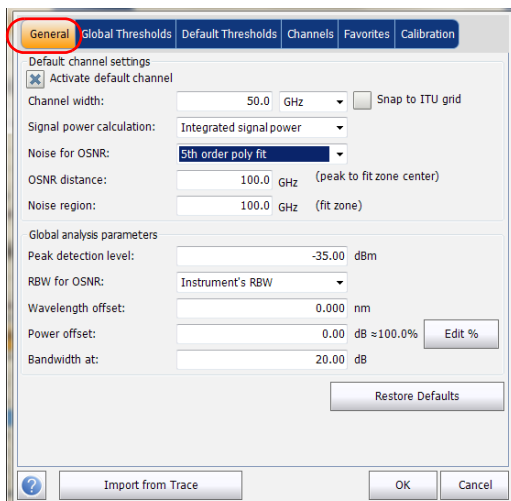 General Global Thresholds Default Thresholds Channels Favorites Calibration
Default channel settings
Activate default channel
Channel width: 50.0 GHz Snap to ITU grid
Signal power calculation: Integrated signal power
Noise for OSNR: 5th order poly fit
OSNR distance: 100.0 GHz (peak to fit zone center)
Noise region: 100.0 GHz (fit zone)
Global analysis parameters
Peak detection level: -35.00 dBm
RBW for OSNR: Instrument's RBW
Wavelength offset: 0.000 nm
Power offset: 0.00 dB ≈100.0% Edit %
Bandwidth at: 20.00 dB
Restore Defaults
? Import from Trace OK Cancel